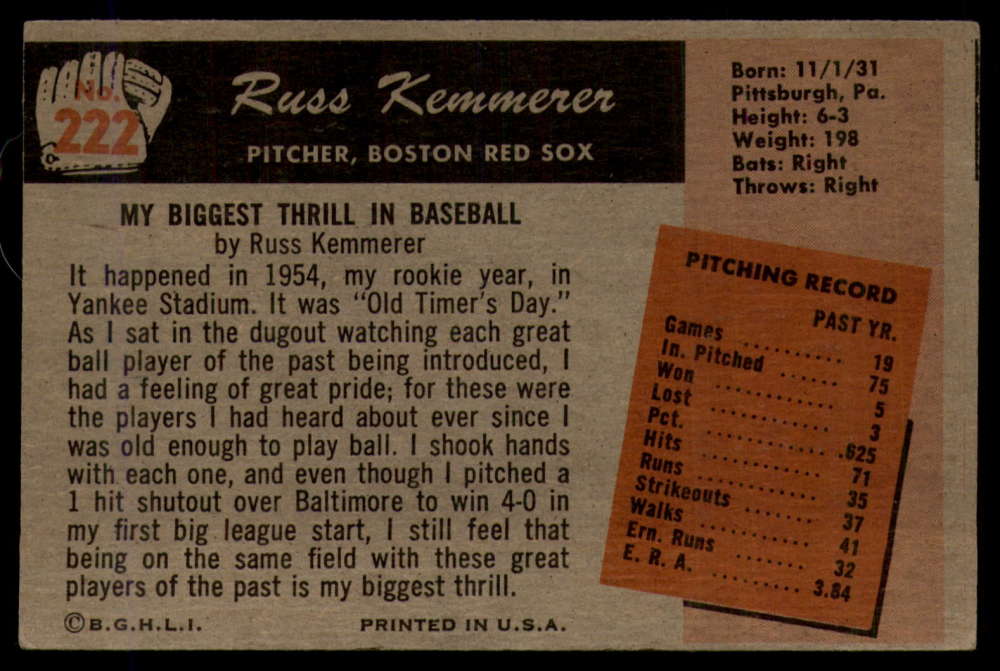 No.
222
Russ Kemmerer
PITCHER, BOSTON RED SOX
Born: 11/1/31
Pittsburgh, Pa.
Height: 6-3
Weight: 198
Bats: Right
Throws: Right
MY BIGGEST THRILL IN BASEBALL
by Russ Kemmerer
It happened in 1954, my rookie year, in
Yankee Stadium. It was "Old Timer's Day."
As I sat in the dugout watching each great
ball player of the past being introduced, I
had a feeling of great pride; for these were
the players I had heard about ever since I
was old enough to play ball. I shook hands
with each one, and even though I pitched a
1 hit shutout over Baltimore to win 4-0 in
my first big league start, I still feel that
being on the same field with these great
players of the past is my biggest thrill.
©B.G.H.L.I.
PRINTED IN U.S.A.
PITCHING RECORD
PAST YR.
Games .......... 19
In. Pitched ...... 75
Won ............ 5
Lost ............ 3
Pct. ............ .625
Hits ............ 71
Runs ............ 35
Strikeouts ....... 37
Walks .......... 41
Ern. Runs ....... 32
E. R. A. ......... 3.84